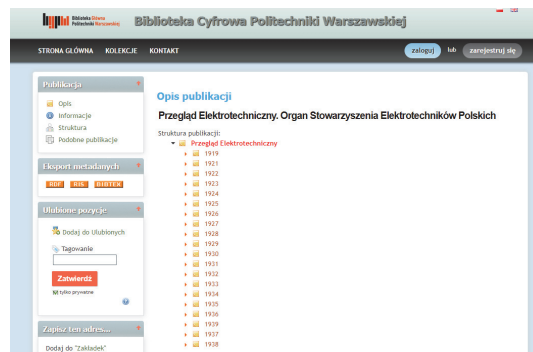 Biblioteka Główna
Politechniki Warszawskiej
Biblioteka Cyfrowa Politechniki Warszawskiej
STRONA GŁÓWNA KOLEKCJE KONTAKT
zaloguj lub zarejestruj się
Publikacja
Opis
Informacje
Struktura
Podobne publikacje
Eksport metadanych
RDF RIS BIBTEX
Ulubione pozycje
Dodaj do Ulubionych
Tagowanie
Zatwierdź
tylko prywatne
Zapisz ten adres...
Dodaj do "Zakładek"
Opis publikacji
Przegląd Elektrotechniczny. Organ Stowarzyszenia Elektrotechników Polskich
Struktura publikacji:
Przegląd Elektrotechniczny
1919
1921
1922
1923
1924
1925
1926
1927
1928
1929
1930
1931
1932
1933
1934
1935
1936
1939
1937
1938